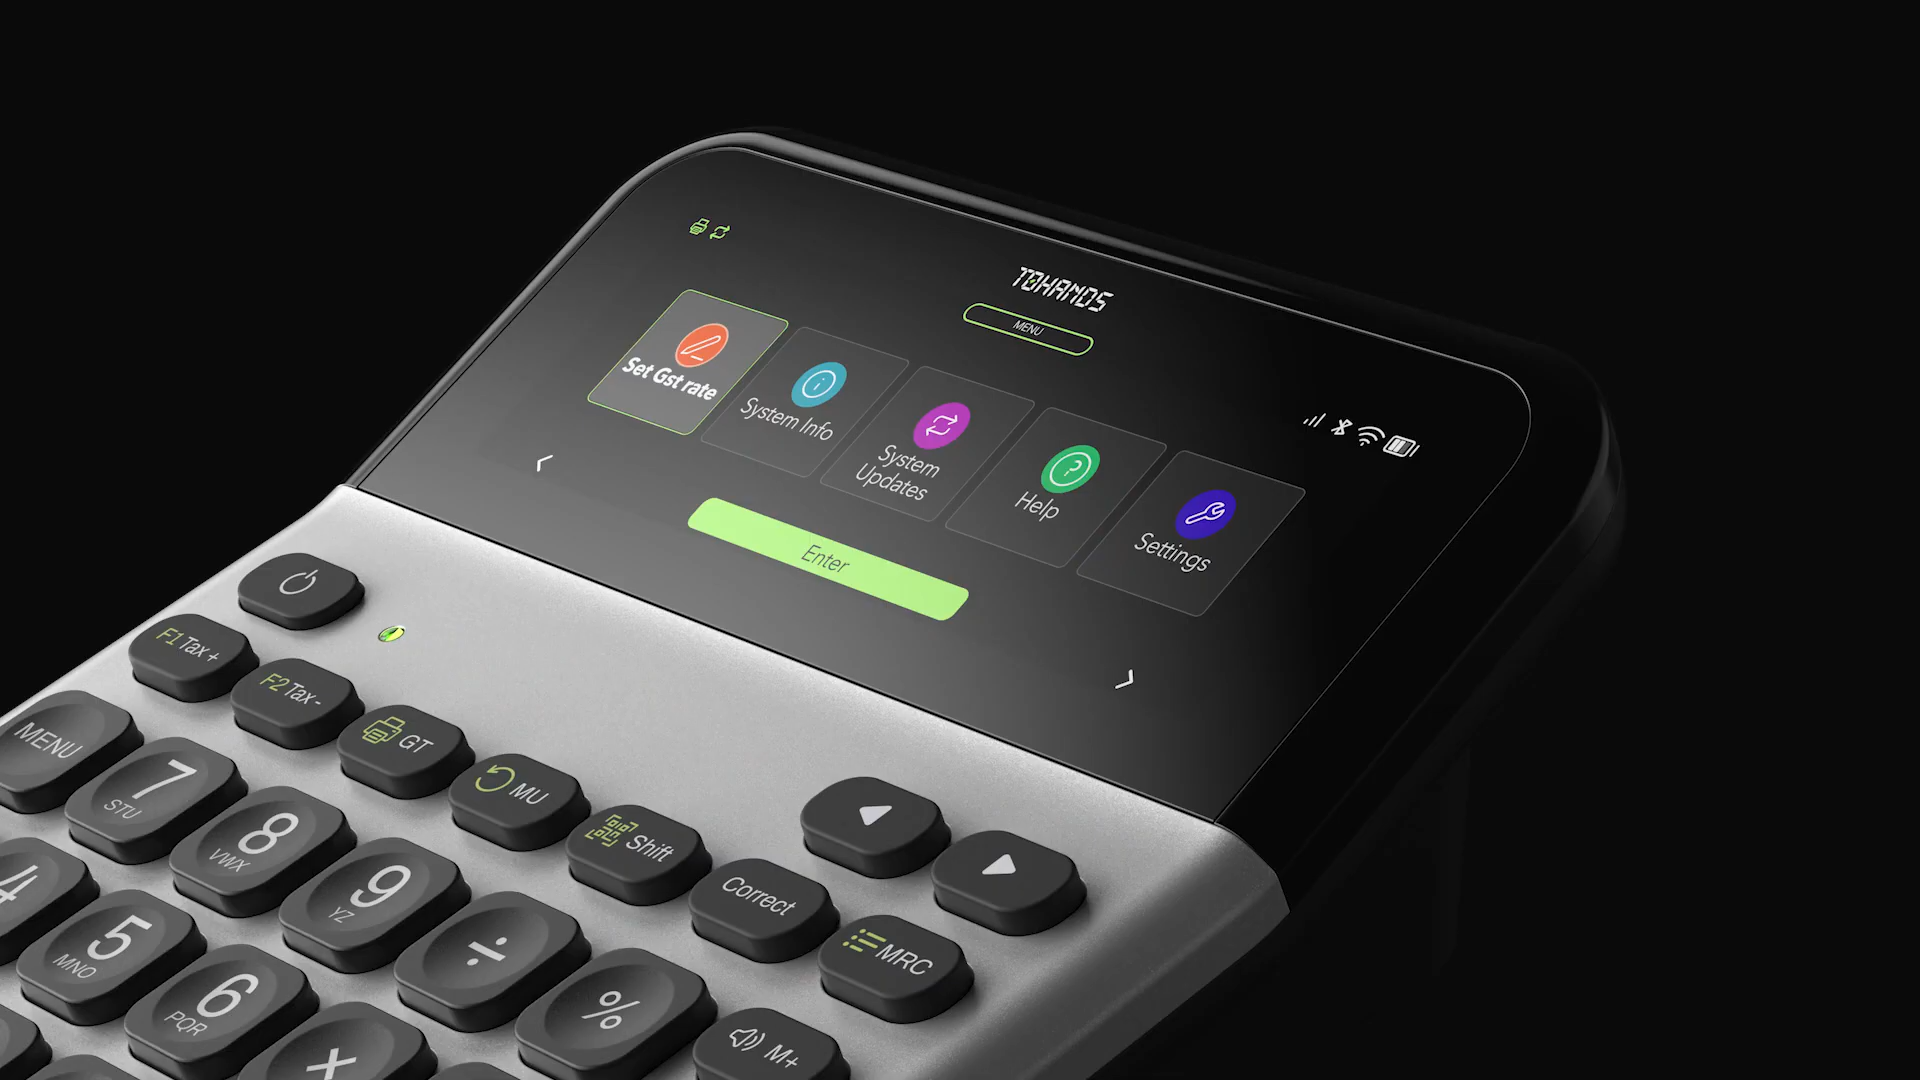 TOHANDS
MENU
Set Gst rate
System Info
System
Updates
Help
Settings
Enter
F1 Tax+
F2 Tax-
GT
MU
Shift
Correct
MRC
M+
MENU
7
STU
8
VWX
9
YZ
÷
%
4
5
MNO
6
PQR
×